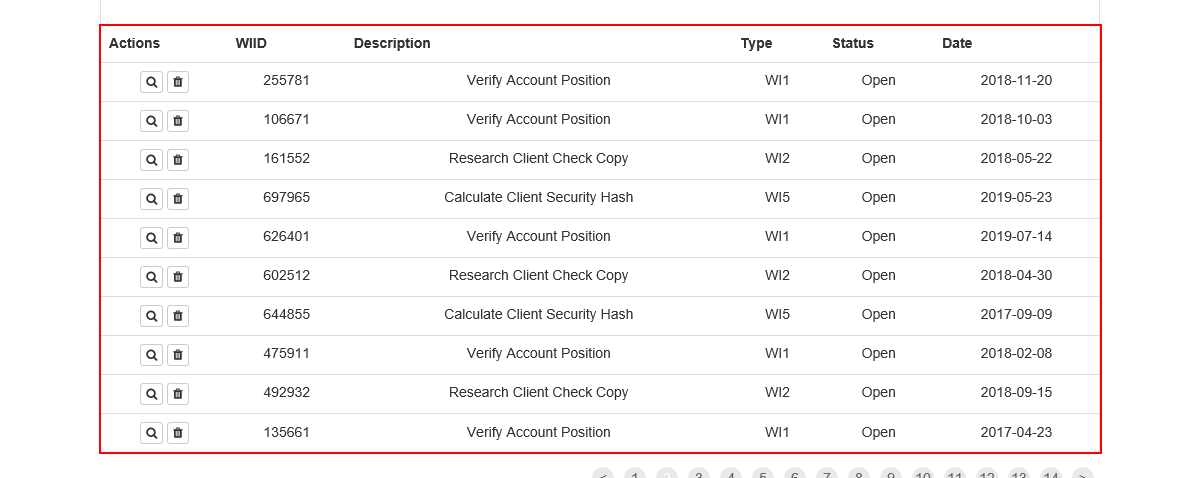 Actions WIID Description Type Status Date
255781 Verify Account Position WI1 Open 2018-11-20
106671 Verify Account Position WI1 Open 2018-10-03
161552 Research Client Check Copy WI2 Open 2018-05-22
697965 Calculate Client Security Hash WI5 Open 2019-05-23
626401 Verify Account Position WI1 Open 2019-07-14
602512 Research Client Check Copy WI2 Open 2018-04-30
644855 Calculate Client Security Hash WI5 Open 2017-09-09
475911 Verify Account Position WI1 Open 2018-02-08
492932 Research Client Check Copy WI2 Open 2018-09-15
135661 Verify Account Position WI1 Open 2017-04-23
< 1 2 3 4 5 6 7 8 9 10 11 12 13 14 >